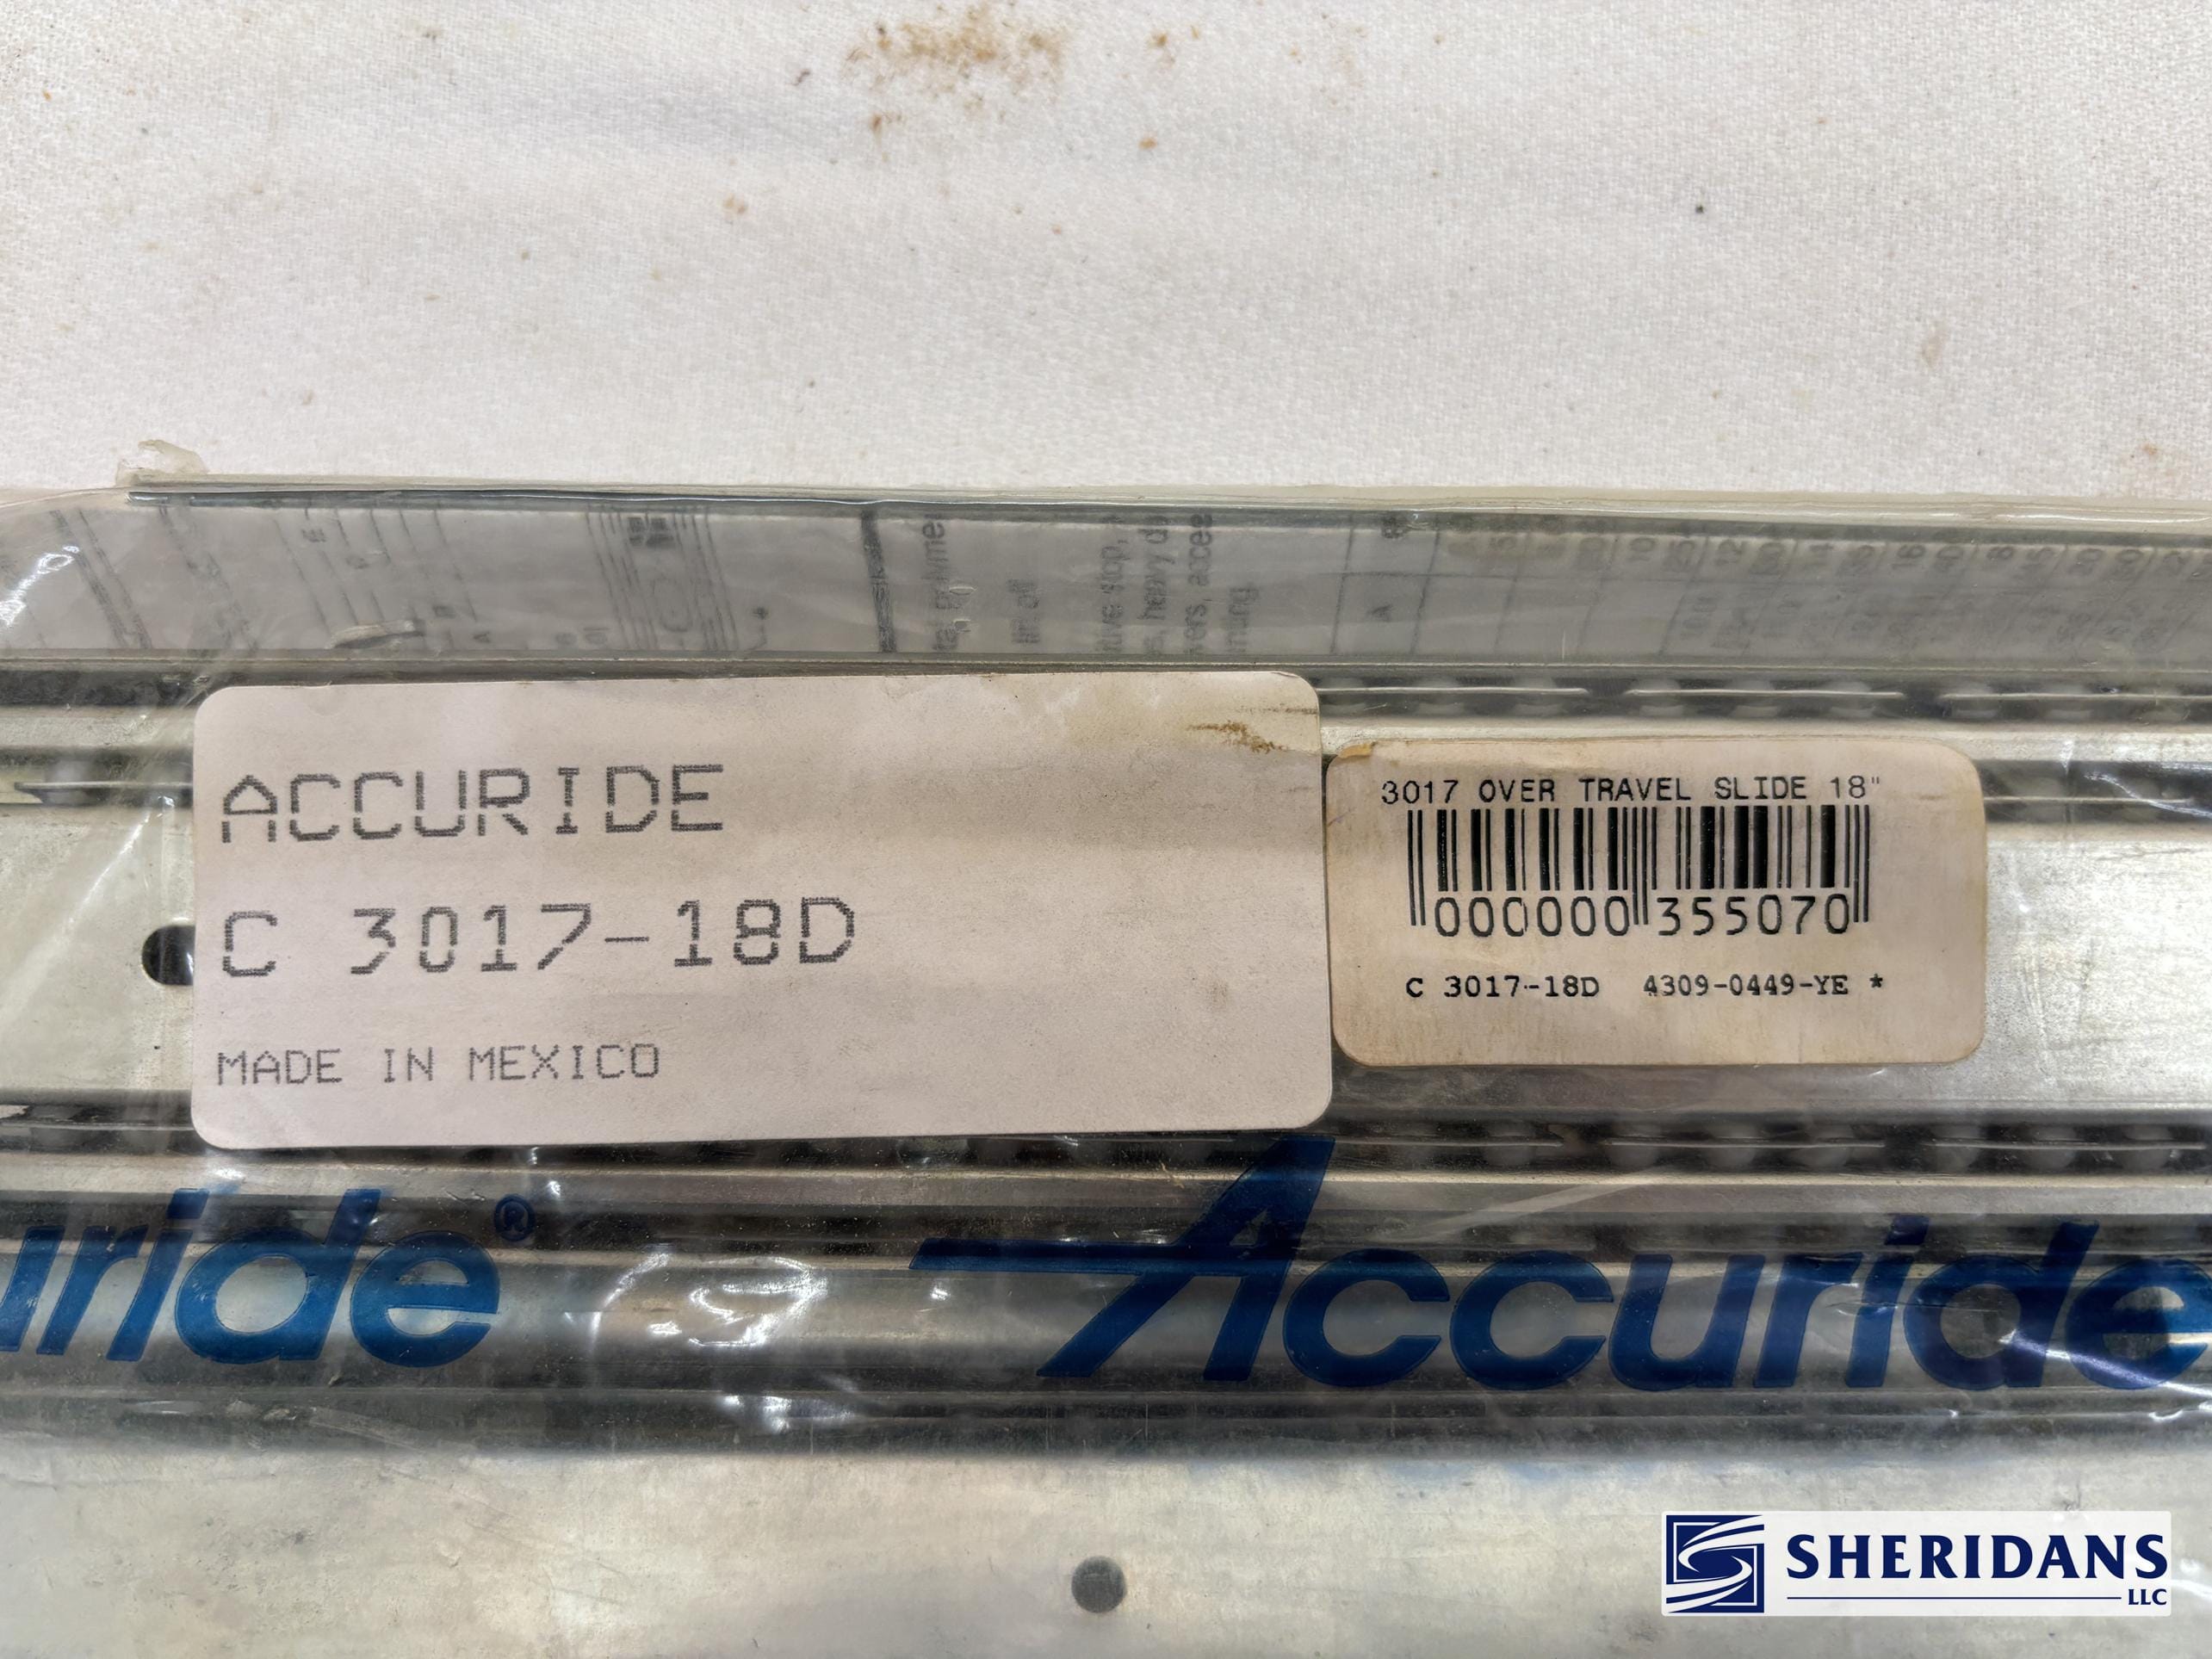 ACCURIDE
C 3017-18D
MADE IN MEXICO
3017 OVER TRAVEL SLIDE 18"
000000 355070
C 3017-18D 4309-0449-YE *
uride®
Accuride
SHERIDANS
LLC